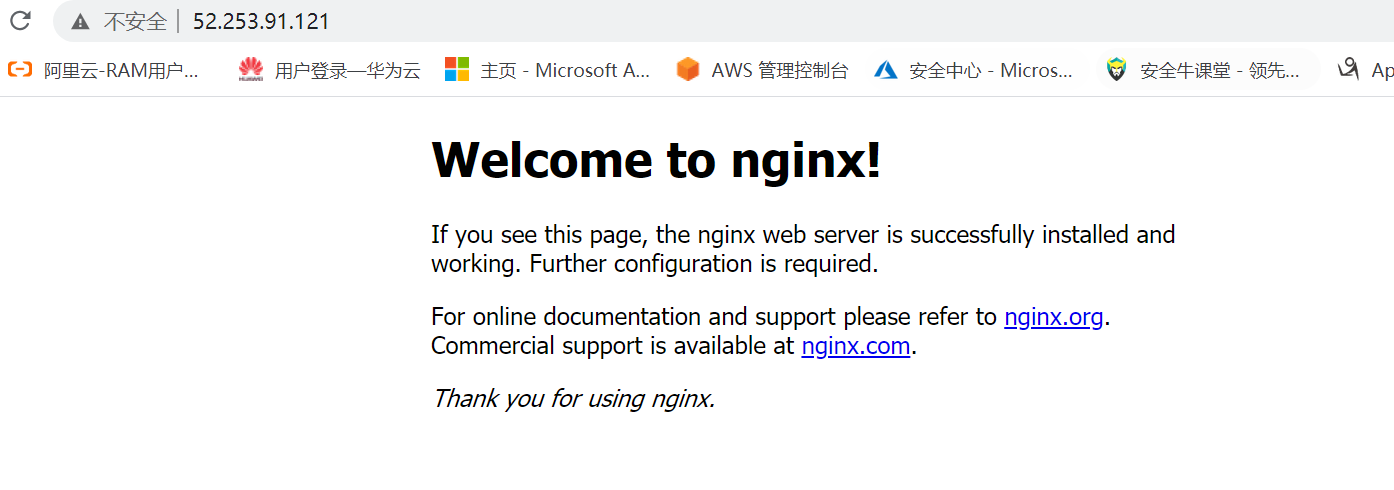 不安全 52.253.91.121
阿里云-RAM用户... HUAWEI 用户登录—华为云 主页 - Microsoft A... AWS 管理控制台 安全中心 - Micros... 安全牛课堂 - 领先... Ap
Welcome to nginx!
If you see this page, the nginx web server is successfully installed and
working. Further configuration is required.
For online documentation and support please refer to nginx.org.
Commercial support is available at nginx.com.
Thank you for using nginx.